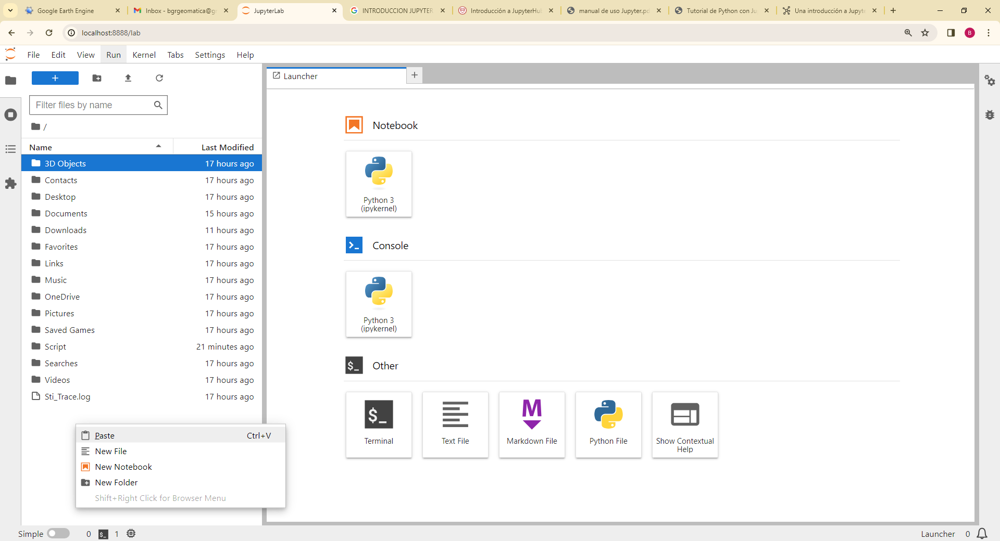 Google Earth Engine
Inbox - bgrgeomatica@gr
JupyterLab
INTRODUCCION JUPYTER
Introducción a JupyterHu
manual de uso Jupyter.pd
Tutorial de Python con Ju
Una introducción a Jupyte
localhost:8888/lab
B
File Edit View Run Kernel Tabs Settings Help
Launcher
Filter files by name
/
Name Last Modified
3D Objects 17 hours ago
Contacts 17 hours ago
Desktop 17 hours ago
Documents 15 hours ago
Downloads 11 hours ago
Favorites 17 hours ago
Links 17 hours ago
Music 17 hours ago
OneDrive 17 hours ago
Pictures 17 hours ago
Saved Games 17 hours ago
Script 21 minutes ago
Searches 17 hours ago
Videos 17 hours ago
Sti_Trace.log 17 hours ago
Paste Ctrl+V
New File
New Notebook
New Folder
Shift+Right Click for Browser Menu
Notebook
Python 3
(ipykernel)
Console
Python 3
(ipykernel)
$_ Other
$_
Terminal
Text File
M
Markdown File
Python File
Show Contextual
Help
Simple 0 $_ 1
Launcher 0